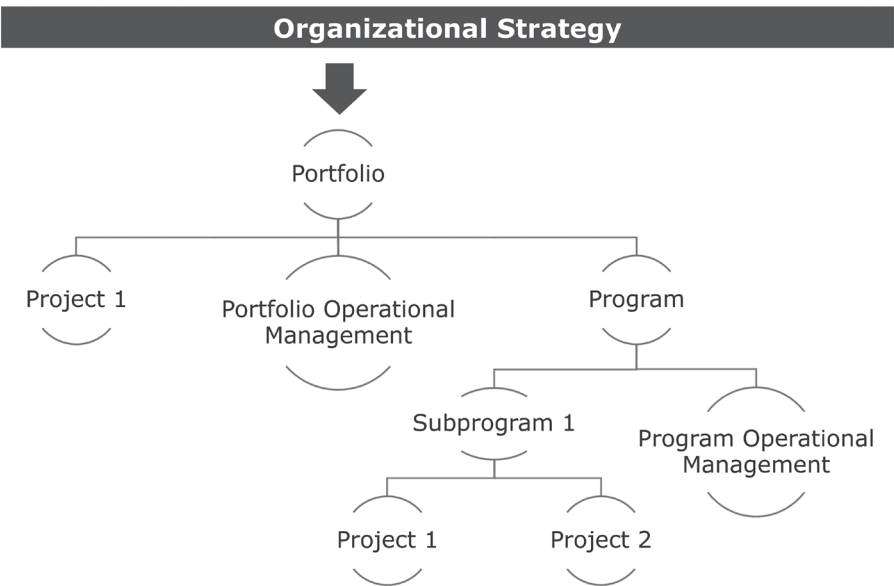 Organizational Strategy
Portfolio
Project 1
Portfolio Operational
Management
Program
Subprogram 1
Program Operational
Management
Project 1
Project 2